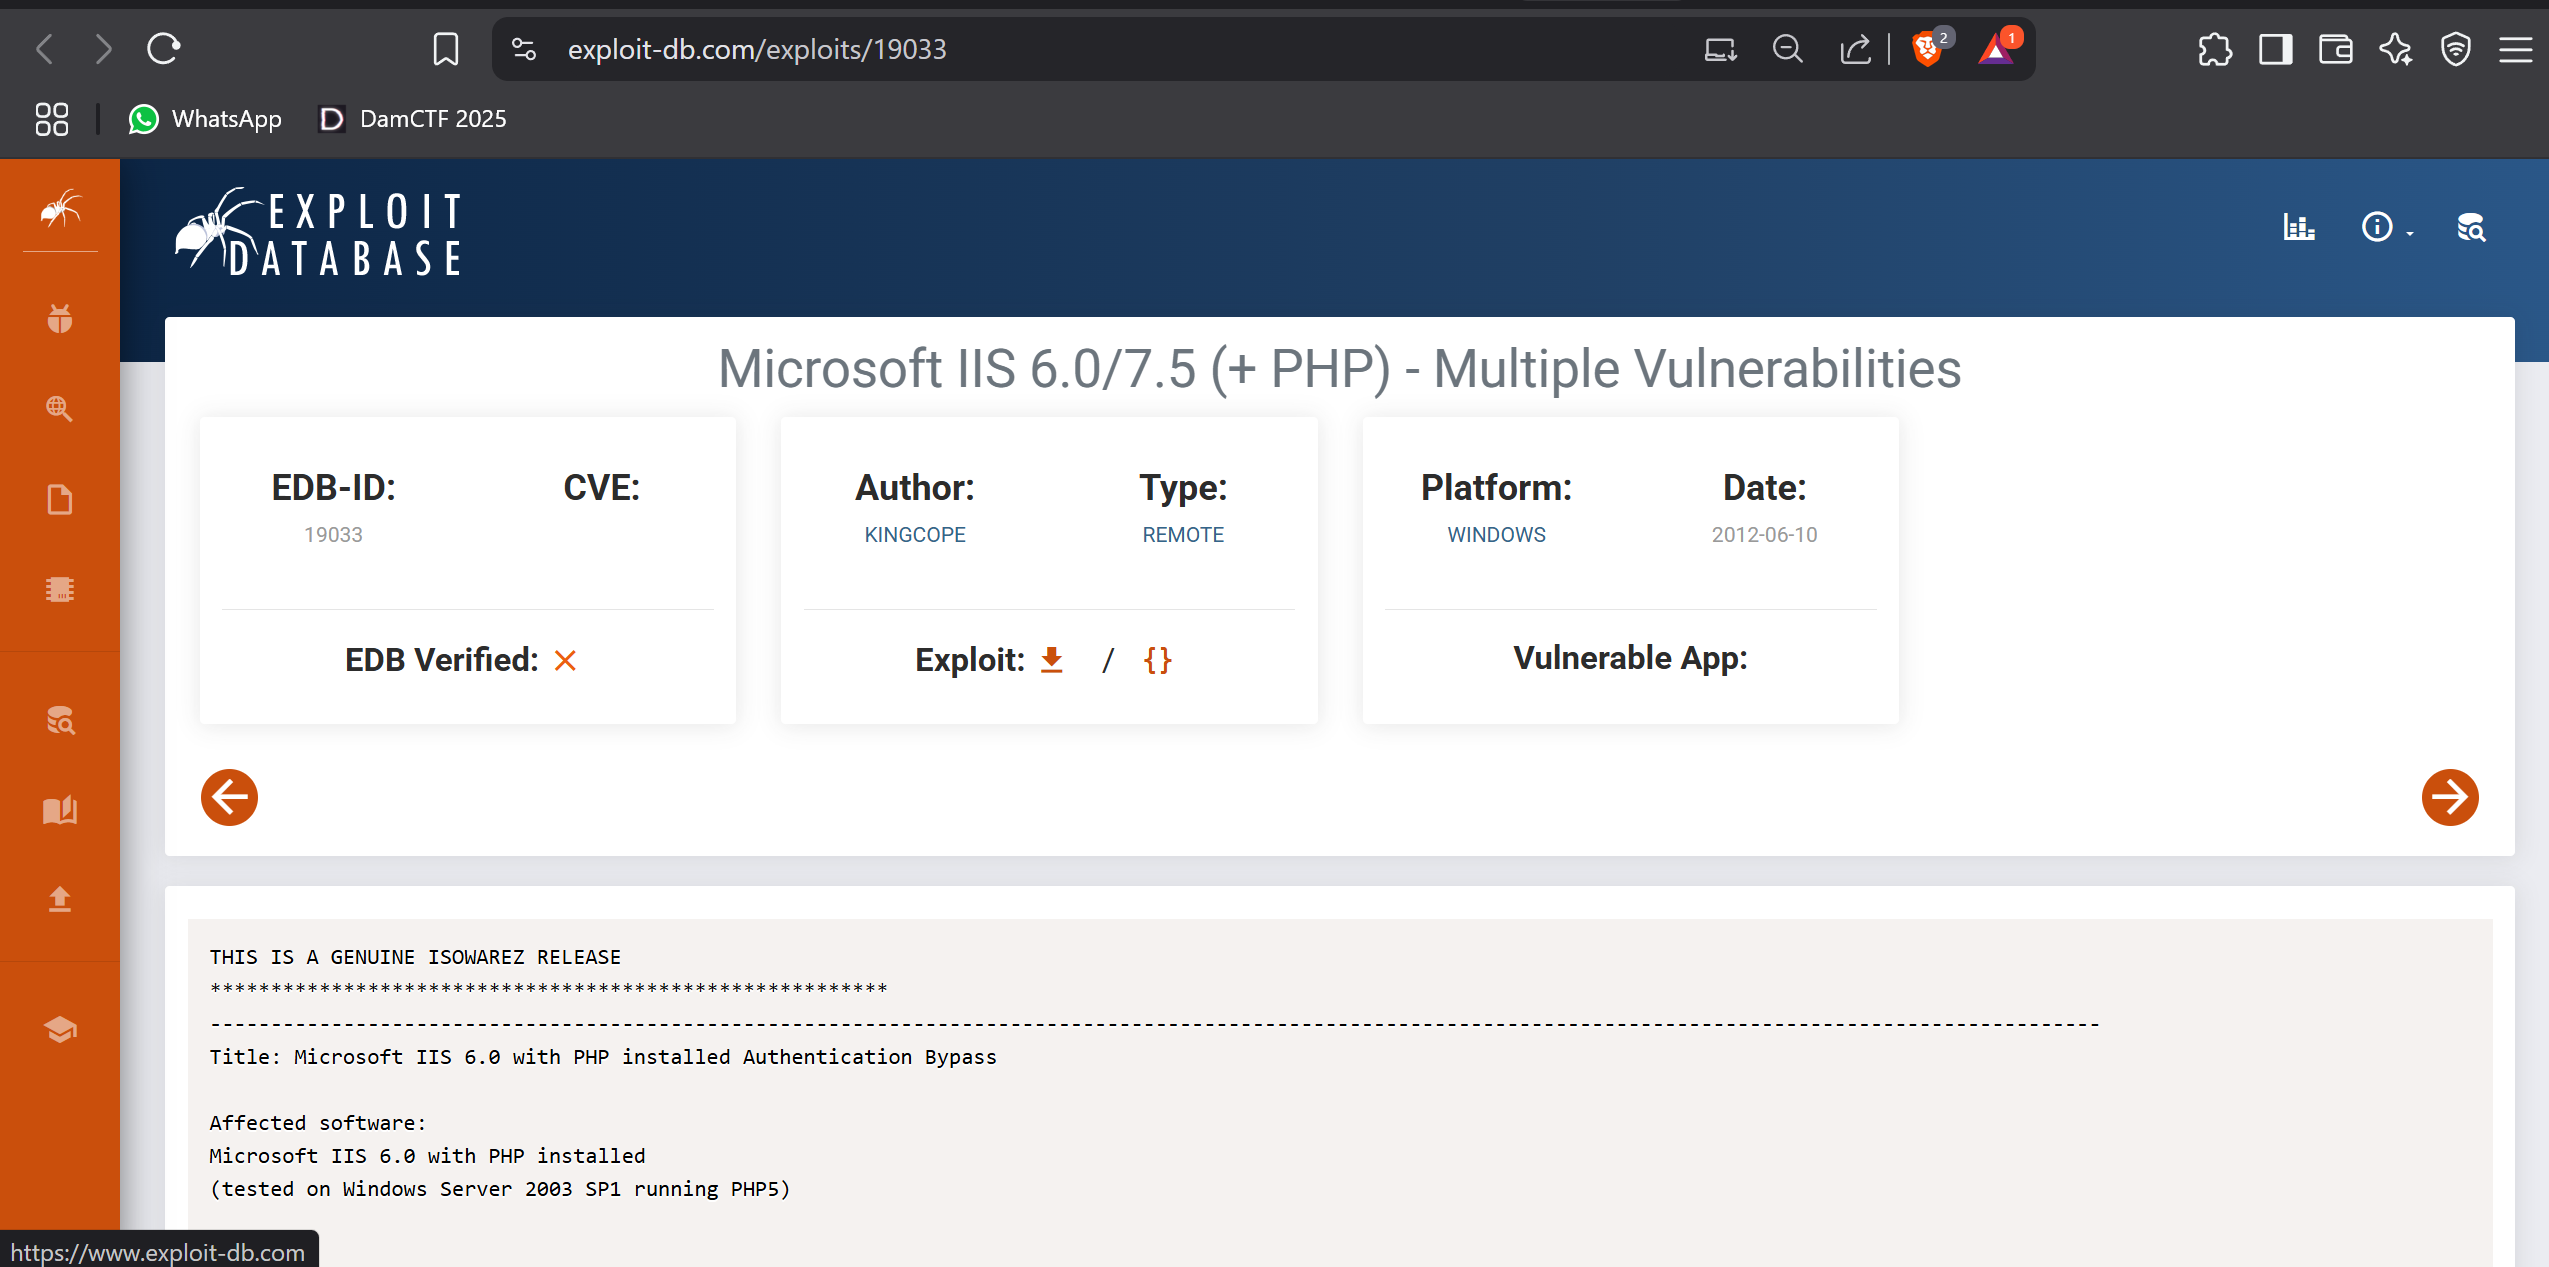 exploit-db.com/exploits/19033
2
1
WhatsApp
DamCTF 2025
EXPLOIT
DATABASE
Microsoft IIS 6.0/7.5 (+ PHP) - Multiple Vulnerabilities
EDB-ID:
19033
CVE:
EDB Verified:
Author:
KINGCOPE
Type:
REMOTE
Exploit: / {}
Platform:
WINDOWS
Date:
2012-06-10
Vulnerable App:
THIS IS A GENUINE ISOWAREZ RELEASE
********************************************************
------------------------------------------------------------------------------------------------------------------------------------------------------------
Title: Microsoft IIS 6.0 with PHP installed Authentication Bypass
Affected software:
Microsoft IIS 6.0 with PHP installed
(tested on Windows Server 2003 SP1 running PHP5)
https://www.exploit-db.com